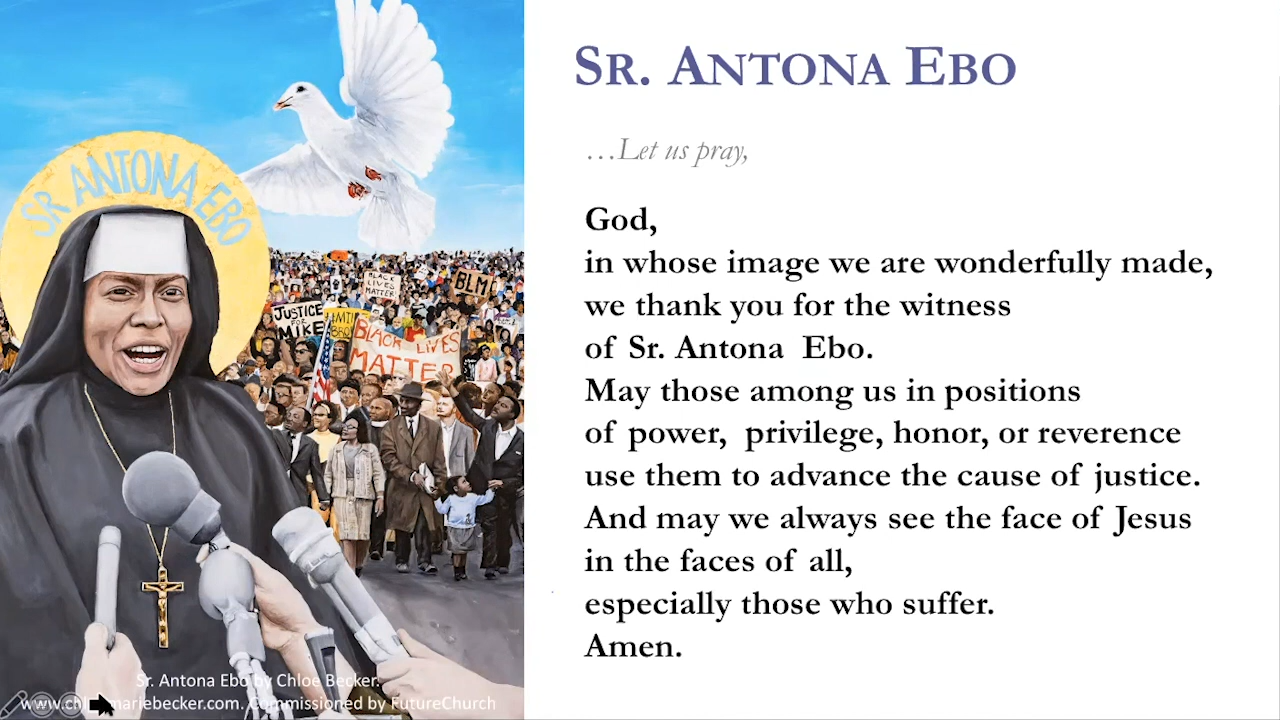 SR. ANTONA EBO
…Let us pray,
God,
in whose image we are wonderfully made,
we thank you for the witness
of Sr. Antona Ebo.
May those among us in positions
of power, privilege, honor, or reverence
use them to advance the cause of justice.
And may we always see the face of Jesus
in the faces of all,
especially those who suffer.
Amen.
SR ANTONA EBO
BLACK
LIVES
MATTER
BLM
JUSTICE
FOR
MIKE
BLACK LIVES
MATTER
Sr. Antona Ebo by Chloe Becker.
Commissioned by FutureChurch